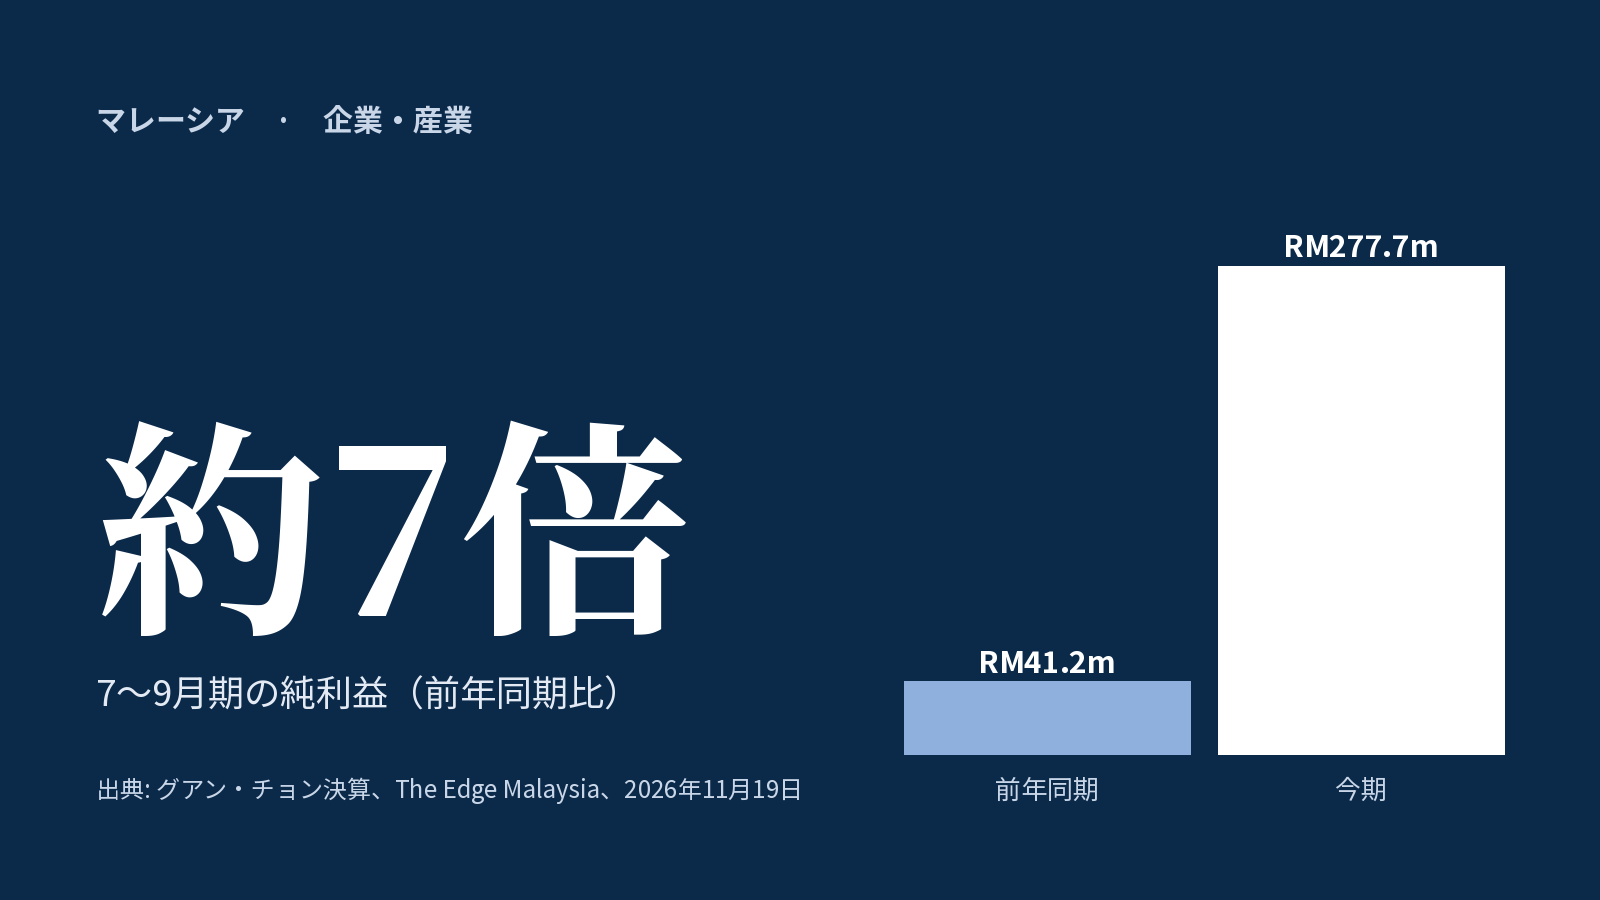 マレーシア · 企業・産業
約7倍
7〜9月期の純利益（前年同期比）
出典: グアン・チョン決算、The Edge Malaysia、2026年11月19日
RM277.7m
RM41.2m
前年同期
今期